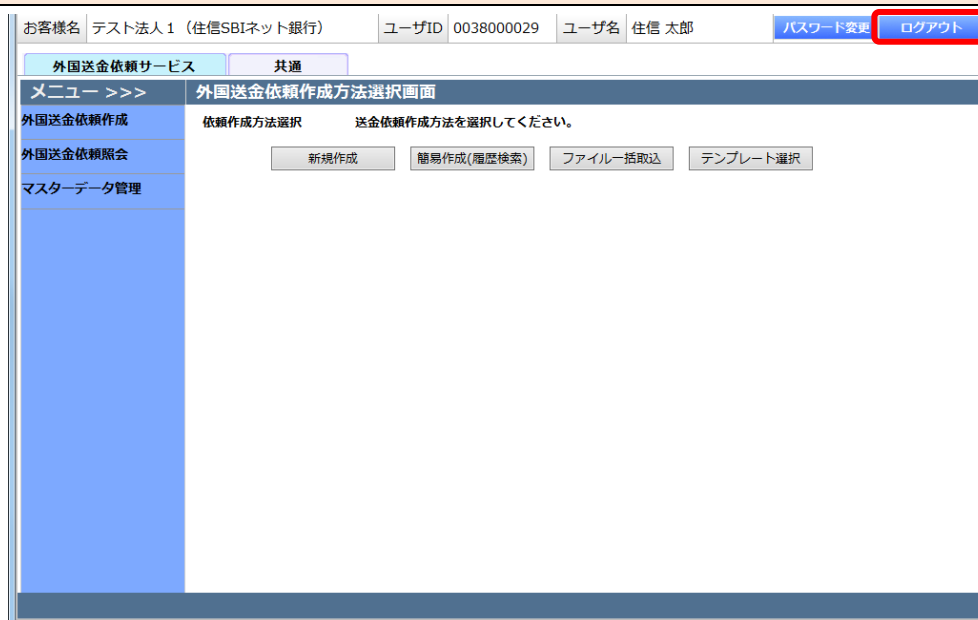 お客様名 テスト法人1（住信SBIネット銀行） ユーザID 0038000029 ユーザ名 住信 太郎 パスワード変更 ログアウト
外国送金依頼サービス 共通
メニュー >>> 外国送金依頼作成方法選択画面
外国送金依頼作成 依頼作成方法選択 送金依頼作成方法を選択してください。
外国送金依頼照会 新規作成 簡易作成(履歴検索) ファイル一括取込 テンプレート選択
マスターデータ管理